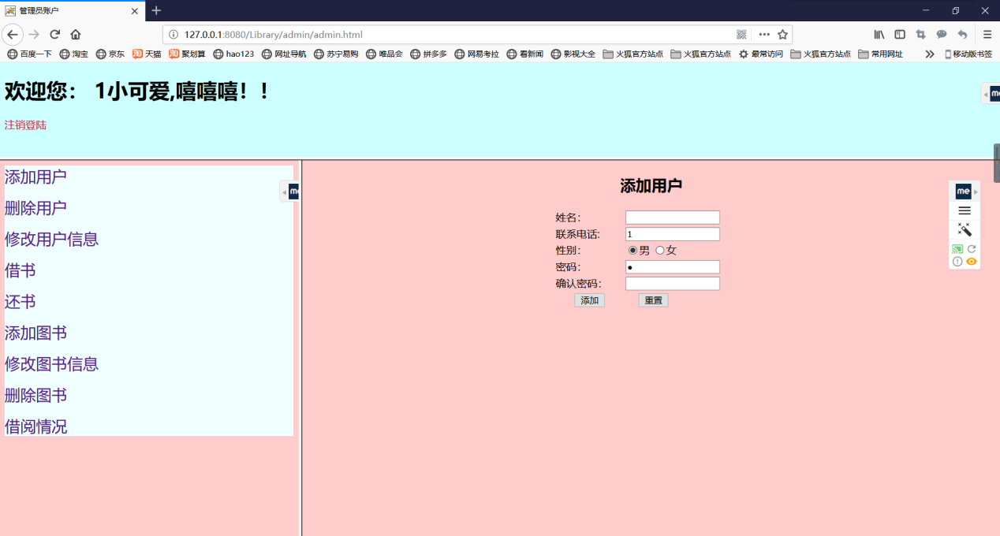 管理员账户
127.0.0.1:8080/Library/admin/admin.html
百度一下 淘宝 京东 天猫 聚划算 hao123 网址导航 苏宁易购 唯品会 拼多多 网易考拉 看新闻 影视大全 火狐官方站点 火狐官方站点 最常访问 火狐官方站点 常用网址 移动版书签
欢迎您： 1小可爱,嘻嘻嘻！！
注销登陆
添加用户
删除用户
修改用户信息
借书
还书
添加图书
修改图书信息
删除图书
借阅情况
添加用户
姓名：
联系电话: 1
性别： 男 女
密码： ●
确认密码：
添加 重置
me